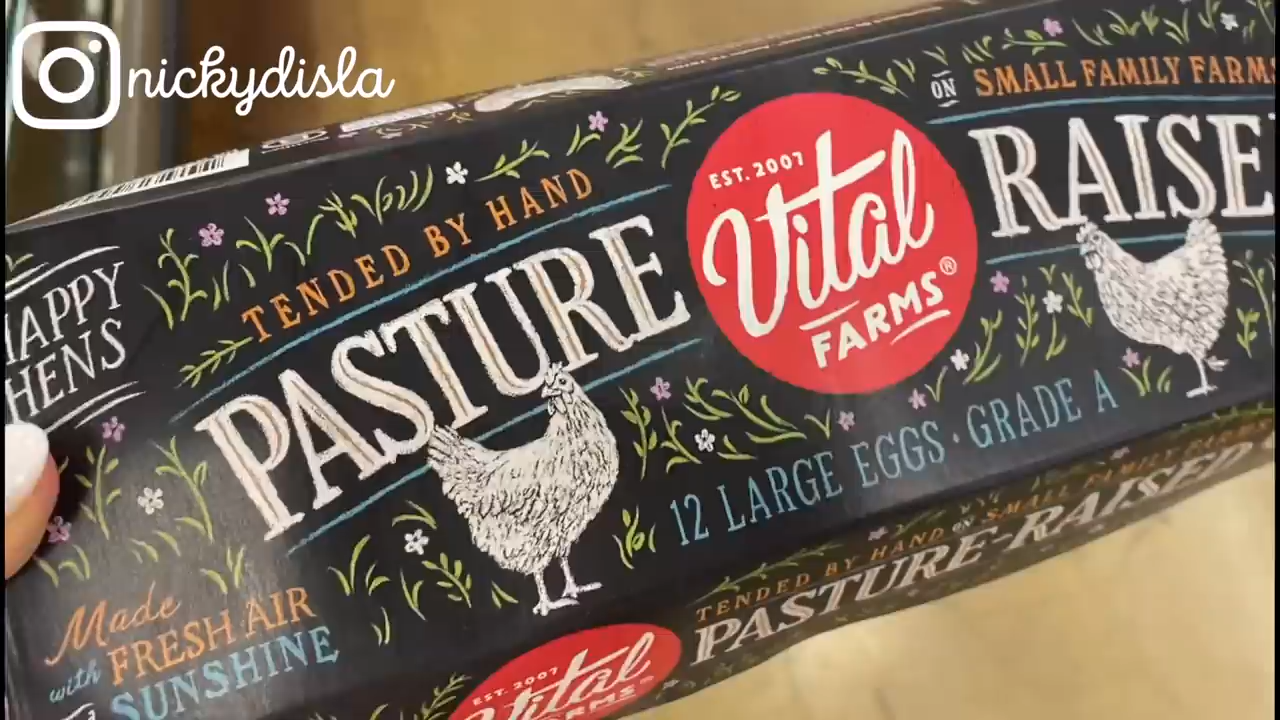 nickydisla
ON SMALL FAMILY FARMS
TENDED BY HAND
PASTURE
EST. 2007
Vital
FARMS®
RAISE
HAPPY
HENS
12 LARGE EGGS · GRADE A
Made
with FRESH AIR
SUNSHINE
TENDED BY HAND ON SMALL FAMILY FARMS
PASTURE-RAISED
EST. 2007
Vital
FARMS